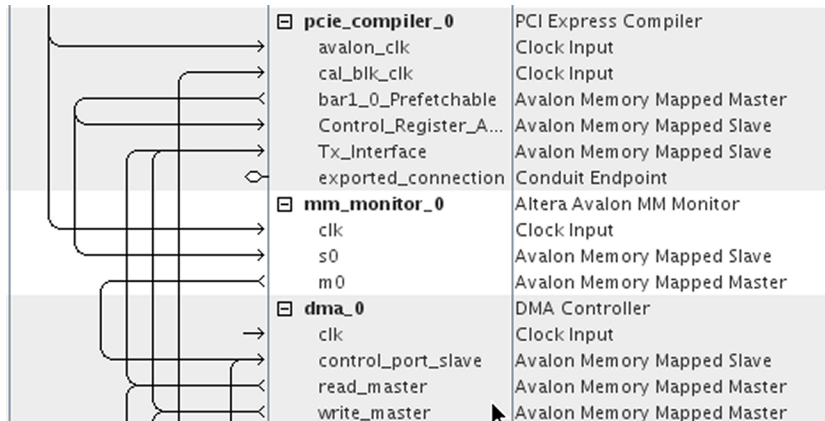 pcie_compiler_0 PCI Express Compiler
avalon_clk Clock Input
cal_blk_clk Clock Input
bar1_0_Prefetchable Avalon Memory Mapped Master
Control_Register_A... Avalon Memory Mapped Slave
Tx_Interface Avalon Memory Mapped Slave
exported_connection Conduit Endpoint
mm_monitor_0 Altera Avalon MM Monitor
clk Clock Input
s0 Avalon Memory Mapped Slave
m0 Avalon Memory Mapped Master
dma_0 DMA Controller
clk Clock Input
control_port_slave Avalon Memory Mapped Slave
read_master Avalon Memory Mapped Master
write_master Avalon Memory Mapped Master